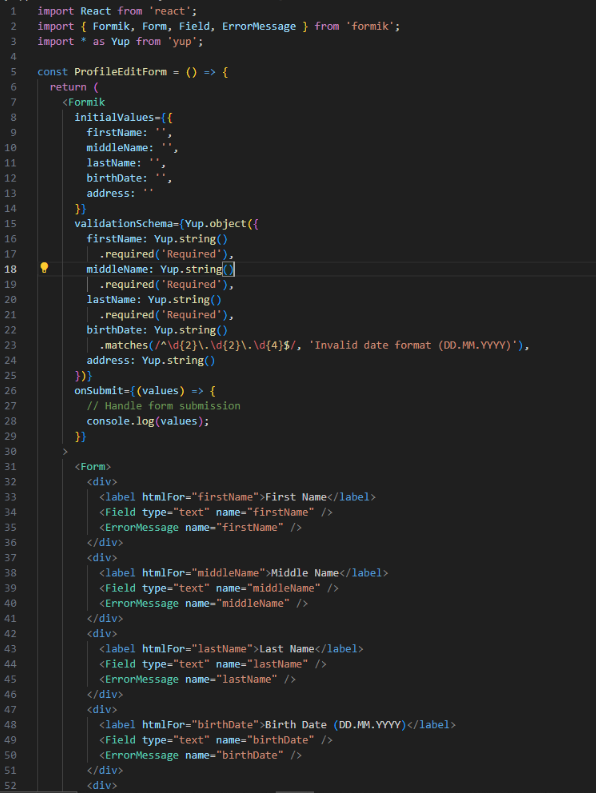 1 import React from 'react';
2 import { Formik, Form, Field, ErrorMessage } from 'formik';
3 import * as Yup from 'yup';
4
5 const ProfileEditForm = () => {
6   return (
7     <Formik
8       initialValues={{
9         firstName: '',
10         middleName: '',
11         lastName: '',
12         birthDate: '',
13         address: ''
14       }}
15       validationSchema={Yup.object({
16         firstName: Yup.string()
17           .required('Required'),
18         middleName: Yup.string()
19           .required('Required'),
20         lastName: Yup.string()
21           .required('Required'),
22         birthDate: Yup.string()
23           .matches(/^\d{2}\.\d{2}\.\d{4}$/, 'Invalid date format (DD.MM.YYYY)'),
24         address: Yup.string()
25       })}
26       onSubmit={(values) => {
27         // Handle form submission
28         console.log(values);
29       }}
30     >
31       <Form>
32         <div>
33           <label htmlFor="firstName">First Name</label>
34           <Field type="text" name="firstName" />
35           <ErrorMessage name="firstName" />
36         </div>
37         <div>
38           <label htmlFor="middleName">Middle Name</label>
39           <Field type="text" name="middleName" />
40           <ErrorMessage name="middleName" />
41         </div>
42         <div>
43           <label htmlFor="lastName">Last Name</label>
44           <Field type="text" name="lastName" />
45           <ErrorMessage name="lastName" />
46         </div>
47         <div>
48           <label htmlFor="birthDate">Birth Date (DD.MM.YYYY)</label>
49           <Field type="text" name="birthDate" />
50           <ErrorMessage name="birthDate" />
51         </div>
52         <div>